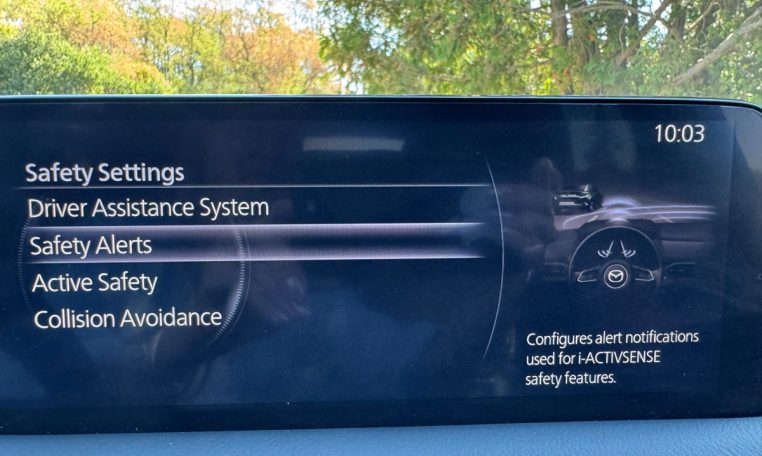 10:03
Safety Settings
Driver Assistance System
Safety Alerts
Active Safety
Collision Avoidance
Configures alert notifications
used for i-ACTIVSENSE
safety features.